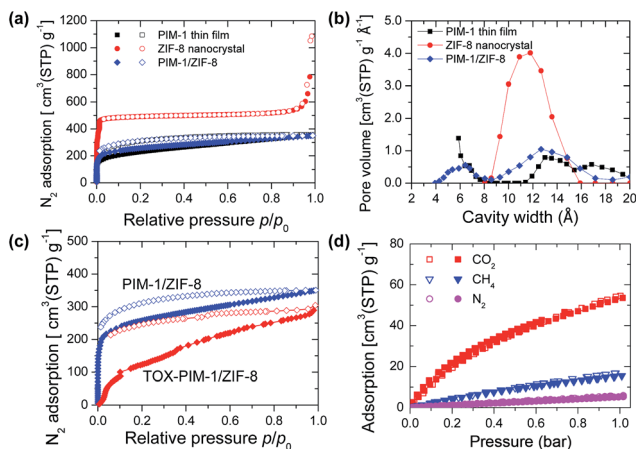 (a)
PIM-1 thin film
ZIF-8 nanocrystal
PIM-1/ZIF-8
N2 adsorption [ cm3(STP) g-1]
1200
1000
800
600
400
200
0
0.0 0.2 0.4 0.6 0.8 1.0
Relative pressure p/p0
(b)
PIM-1 thin film
ZIF-8 nanocrystal
PIM-1/ZIF-8
Pore volume [cm3(STP) g-1 Å-1]
5.0
4.0
3.0
2.0
1.0
0.0
2 4 6 8 10 12 14 16 18 20
Cavity width (Å)
(c)
PIM-1/ZIF-8
TOX-PIM-1/ZIF-8
N2 adsorption [cm3(STP) g-1]
500
400
300
200
100
0
0.0 0.2 0.4 0.6 0.8 1.0
Relative pressure p/p0
(d)
CO2
CH4
N2
Adsorption [cm3(STP) g-1]
80
60
40
20
0
0.0 0.2 0.4 0.6 0.8 1.0
Pressure (bar)